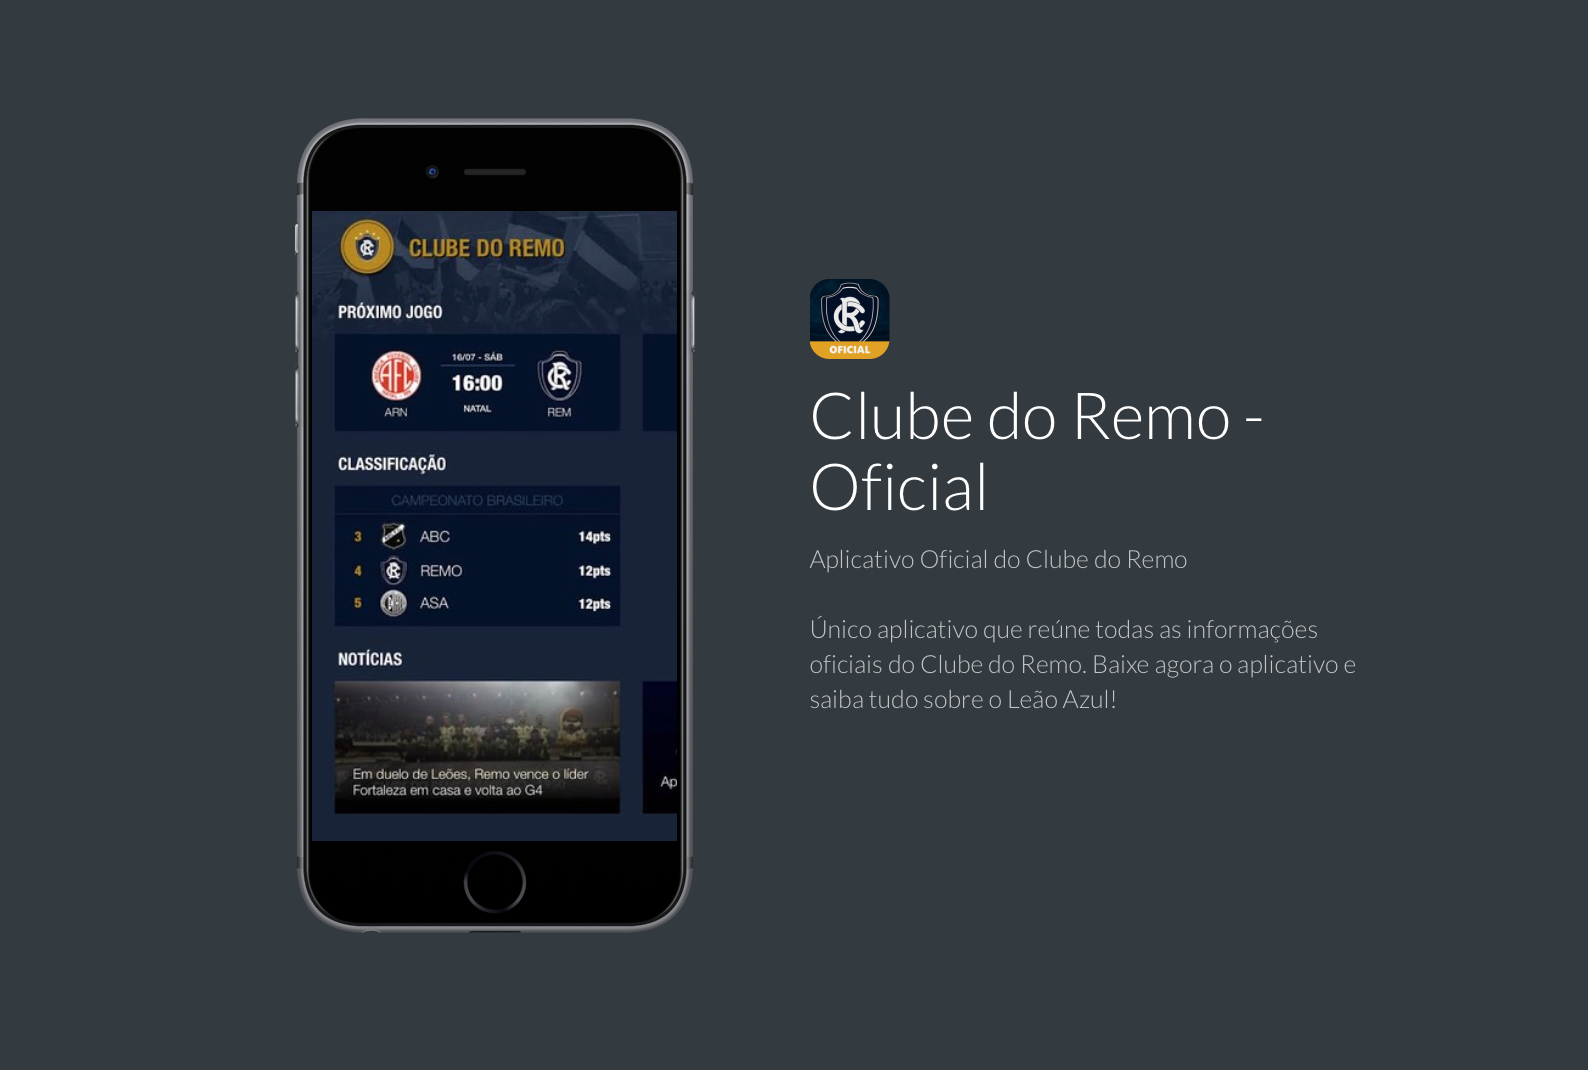 CLUBE DO REMO
PRÓXIMO JOGO
16/07 - SÁB
16:00
NATAL
AFC
ARN
REM
CLASSIFICAÇÃO
CAMPEONATO BRASILEIRO
3 ABC 14pts
4 REMO 12pts
5 ASA 12pts
NOTÍCIAS
Em duelo de Leões, Remo vence o líder
Fortaleza em casa e volta ao G4
Ap
OFICIAL
Clube do Remo -
Oficial
Aplicativo Oficial do Clube do Remo
Único aplicativo que reúne todas as informações
oficiais do Clube do Remo. Baixe agora o aplicativo e
saiba tudo sobre o Leão Azul!